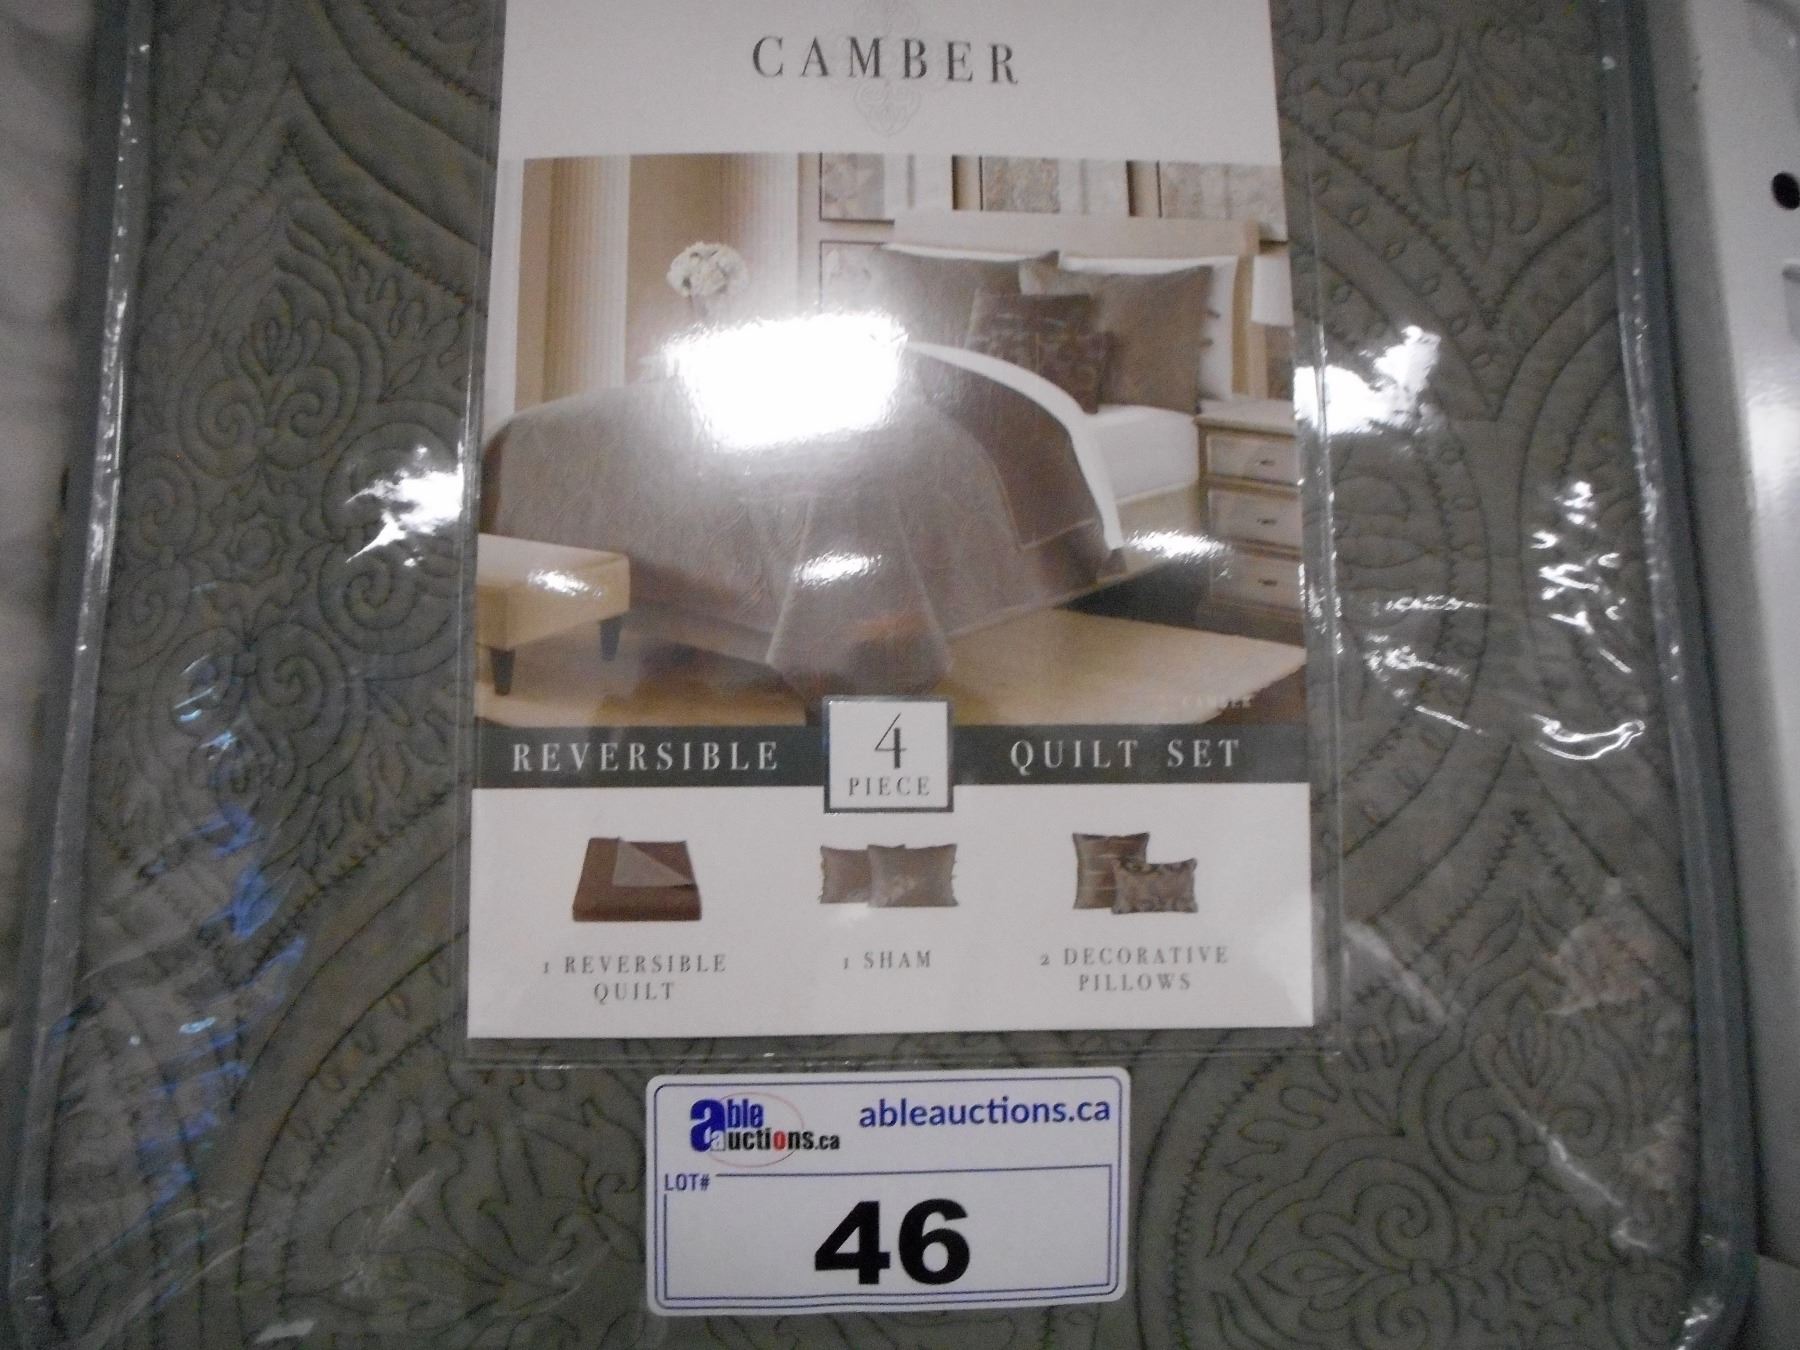 CAMBER
CAMBER
REVERSIBLE 4 PIECE QUILT SET
1 REVERSIBLE
QUILT
1 SHAM
2 DECORATIVE
PILLOWS
able auctions.ca
ableauctions.ca
LOT#
46